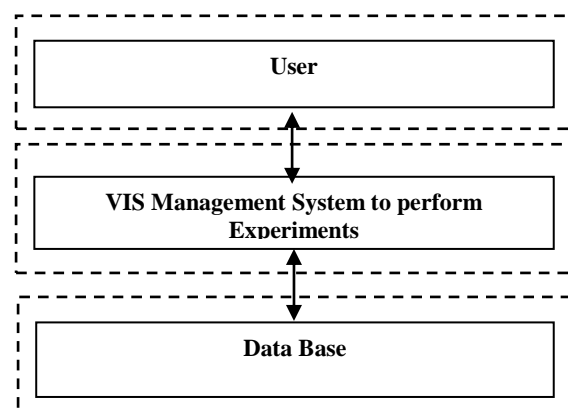 User
VIS Management System to perform
Experiments
Data Base